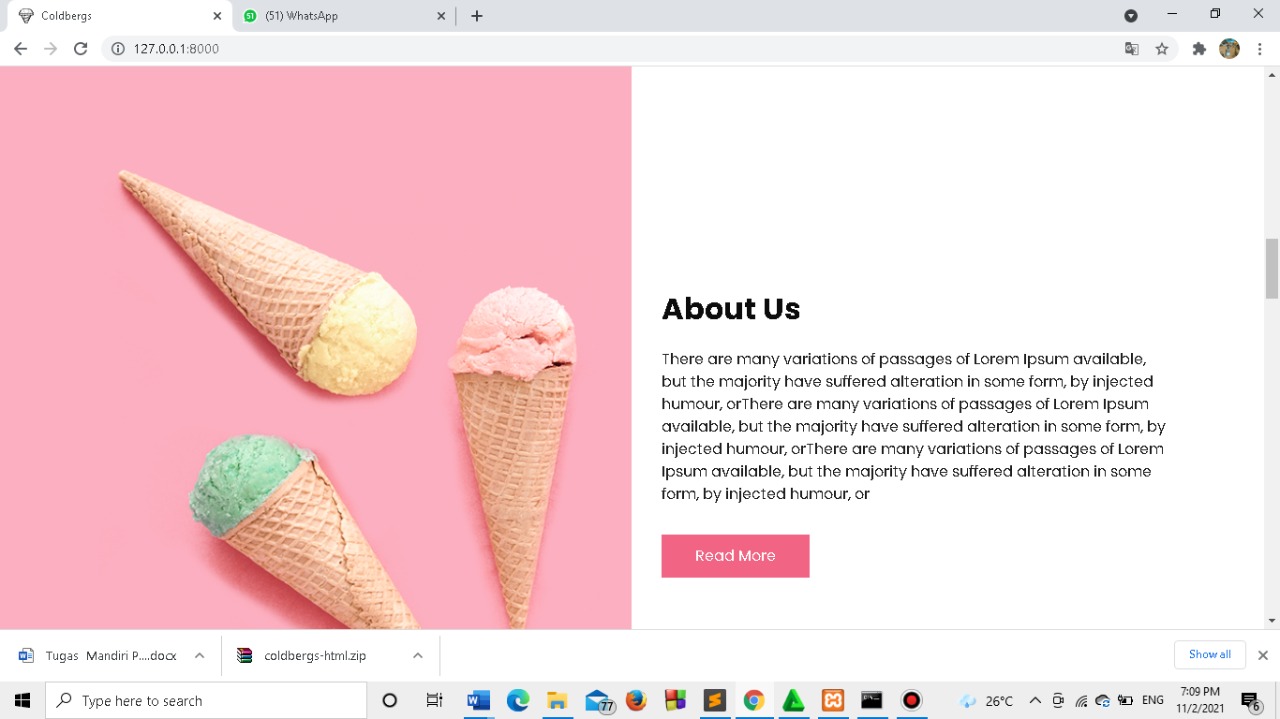 Coldbergs
(51) WhatsApp
127.0.0.1:8000
About Us
There are many variations of passages of Lorem Ipsum available,
but the majority have suffered alteration in some form, by injected
humour, orThere are many variations of passages of Lorem Ipsum
available, but the majority have suffered alteration in some form, by
injected humour, orThere are many variations of passages of Lorem
Ipsum available, but the majority have suffered alteration in some
form, by injected humour, or
Read More
Tugas Mandiri P....docx
coldbergs-html.zip
Show all
Type here to search
77
26°C
ENG
7:09 PM
11/2/2021
6